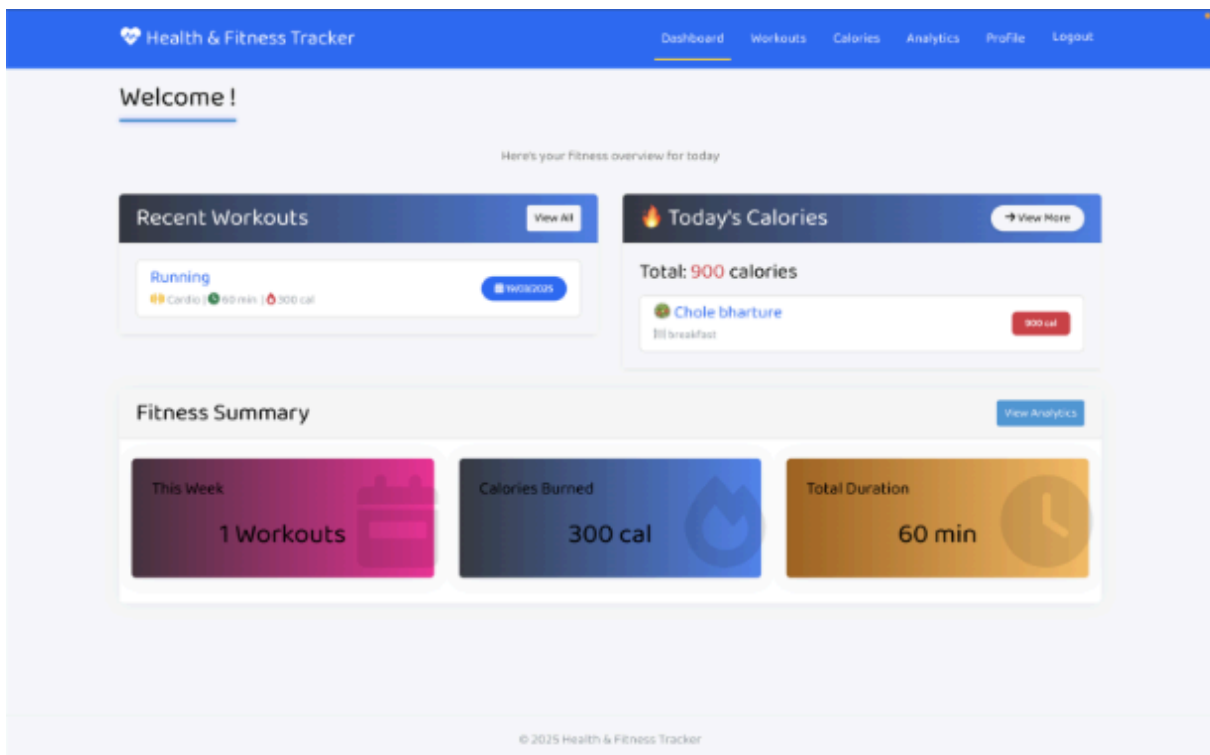 Health & Fitness Tracker
Dashboard Workouts Calories Analytics Profile Logout
Welcome !
Here's your fitness overview for today
Recent Workouts
View All
Running
Cardio | 60 min | 300 cal
19/03/2025
Today's Calories
View More
Total: 900 calories
Chole bharture
breakfast
900 cal
Fitness Summary
View Analytics
This Week
1 Workouts
Calories Burned
300 cal
Total Duration
60 min
© 2025 Health & Fitness Tracker